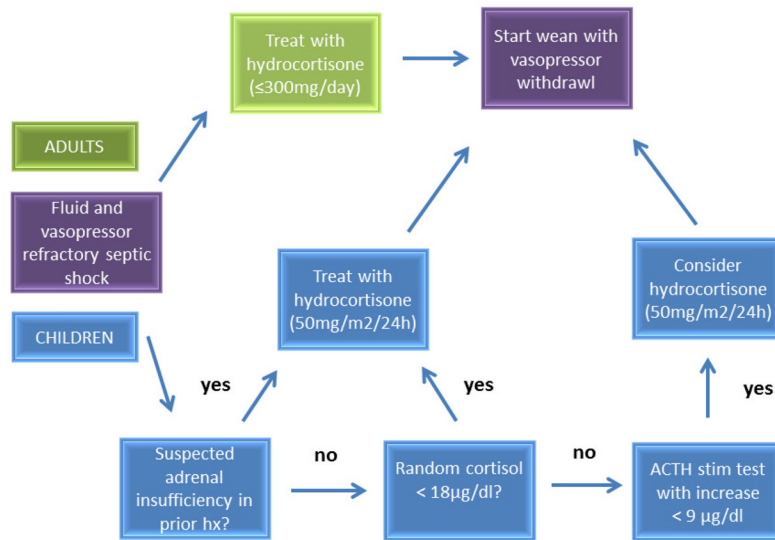 Treat with
hydrocortisone
(≤300mg/day)
Start wean with
vasopressor
withdrawl
ADULTS
Fluid and
vasopressor
refractory septic
shock
CHILDREN
Treat with
hydrocortisone
(50mg/m2/24h)
Consider
hydrocortisone
(50mg/m2/24h)
yes
yes
yes
Suspected
adrenal
insufficiency in
prior hx?
no
Random cortisol
< 18µg/dl?
no
ACTH stim test
with increase
< 9 µg/dl